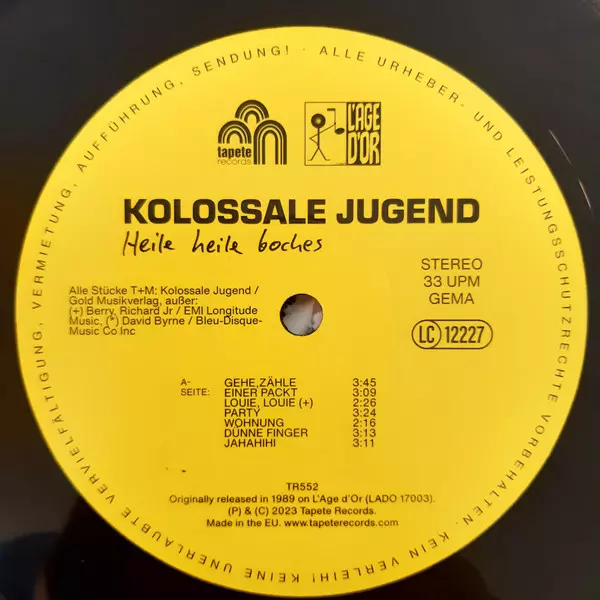 ALLE URHEBER- UND LEISTUNGSSCHUTZRECHTE VORBEHALTEN · KEIN VERLEIH! KEINE UNERLAUBTE VERVIELFÄLTIGUNG, VERMIETUNG, AUFFÜHRUNG, SENDUNG! ·
tapete
records
L'AGE
D'OR
KOLOSSALE JUGEND
Heile heile boches
STEREO
33 UPM
GEMA
LC 12227
Alle Stücke T+M: Kolossale Jugend /
Gold Musikverlag, außer:
(+) Berry, Richard Jr / EMI Longitude
Music, (*) David Byrne / Bleu-Disque-
Music Co Inc
A- GEHE,ZÄHLE 3:45
SEITE: EINER PACKT 3:09
LOUIE, LOUIE (+) 2:26
PARTY 3:24
WOHNUNG 2:16
DÜNNE FINGER 3:13
JAHAHIHI 3:11
TR552
Originally released in 1989 on L'Age d'Or (LADO 17003).
(P) & (C) 2023 Tapete Records.
Made in the EU. www.tapeterecords.com